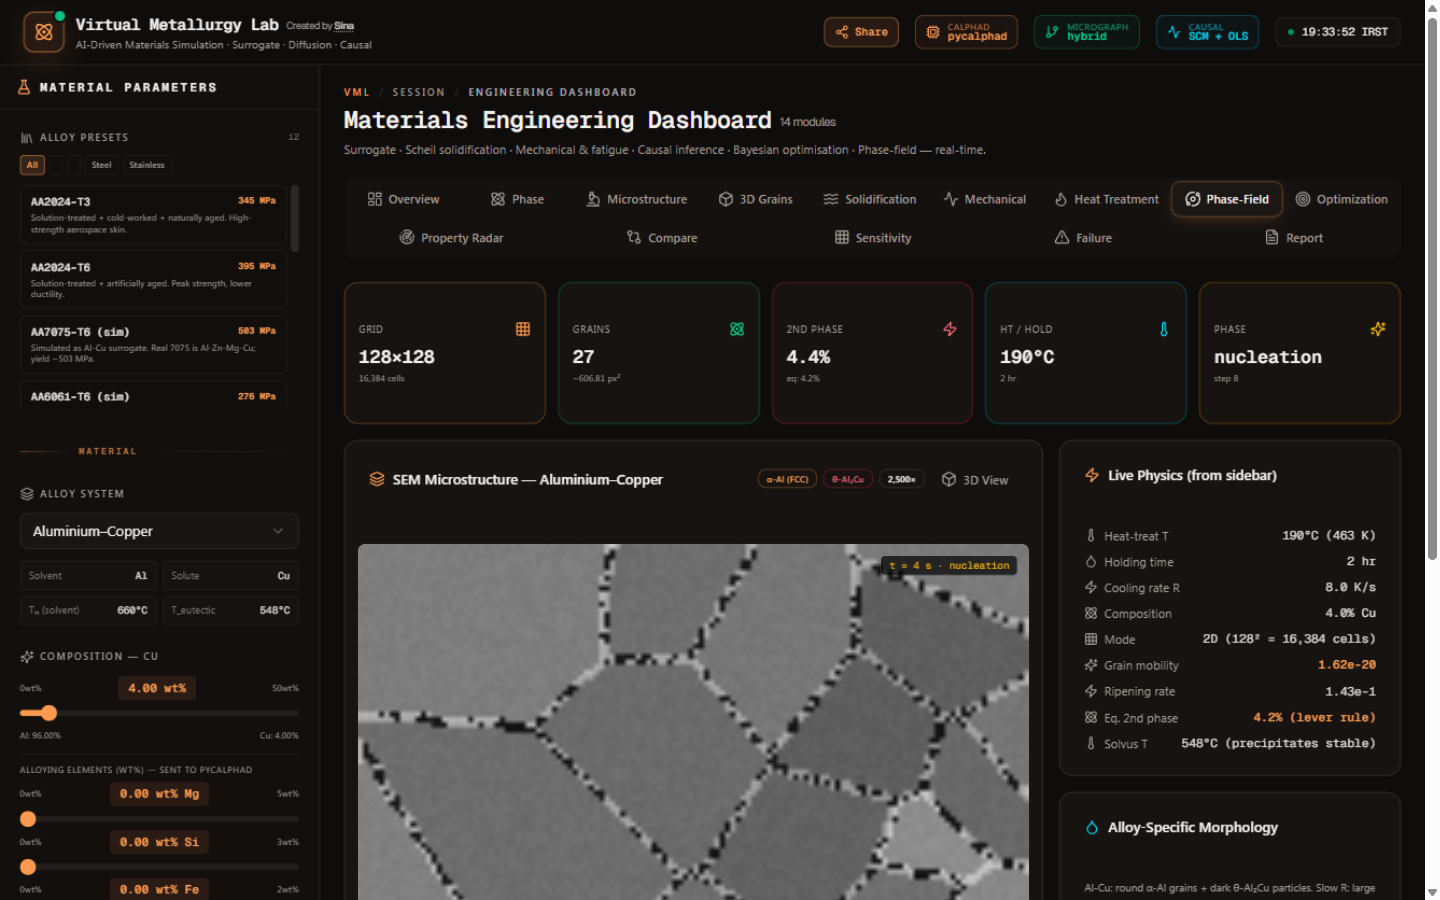 Virtual Metallurgy Lab Created by Sina
AI-Driven Materials Simulation · Surrogate · Diffusion · Causal
Share
CALPHAD
pycalphad
MICROGRAPH
hybrid
CAUSAL
SCM + OLS
19:33:52 IRST
MATERIAL PARAMETERS
ALLOY PRESETS 12
All
Steel
Stainless
AA2024-T3 345 MPa
Solution-treated + cold-worked + naturally aged. High-
strength aerospace skin.
AA2024-T6 395 MPa
Solution-treated + artificially aged. Peak strength, lower
ductility.
AA7075-T6 (sim) 503 MPa
Simulated as Al-Cu surrogate. Real 7075 is Al-Zn-Mg-Cu;
yield ~503 MPa.
AA6061-T6 (sim) 276 MPa
MATERIAL
ALLOY SYSTEM
Aluminium–Copper
Solvent Al
Solute Cu
Tₘ (solvent) 660°C
T_eutectic 548°C
COMPOSITION — CU
0wt% 4.00 wt% 50wt%
Al: 96.00% Cu: 4.00%
ALLOYING ELEMENTS (WT%) — SENT TO PYCALPHAD
0wt% 0.00 wt% Mg 5wt%
0wt% 0.00 wt% Si 3wt%
0wt% 0.00 wt% Fe 2wt%
VML / SESSION / ENGINEERING DASHBOARD
Materials Engineering Dashboard 14 modules
Surrogate · Scheil solidification · Mechanical & fatigue · Causal inference · Bayesian optimisation · Phase-field — real-time.
Overview
Phase
Microstructure
3D Grains
Solidification
Mechanical
Heat Treatment
Phase-Field
Optimization
Property Radar
Compare
Sensitivity
Failure
Report
GRID
128×128
16,384 cells
GRAINS
27
~606.81 px²
2ND PHASE
4.4%
eq: 4.2%
HT / HOLD
190°C
2 hr
PHASE
nucleation
step 8
SEM Microstructure — Aluminium–Copper
α-Al (FCC)
θ-Al₂Cu
2,500×
3D View
t = 4 s · nucleation
Live Physics (from sidebar)
Heat-treat T 190°C (463 K)
Holding time 2 hr
Cooling rate R 8.0 K/s
Composition 4.0% Cu
Mode 2D (128² = 16,384 cells)
Grain mobility 1.62e-20
Ripening rate 1.43e-1
Eq. 2nd phase 4.2% (lever rule)
Solvus T 548°C (precipitates stable)
Alloy-Specific Morphology
Al-Cu: round α-Al grains + dark θ-Al₂Cu particles. Slow R: large